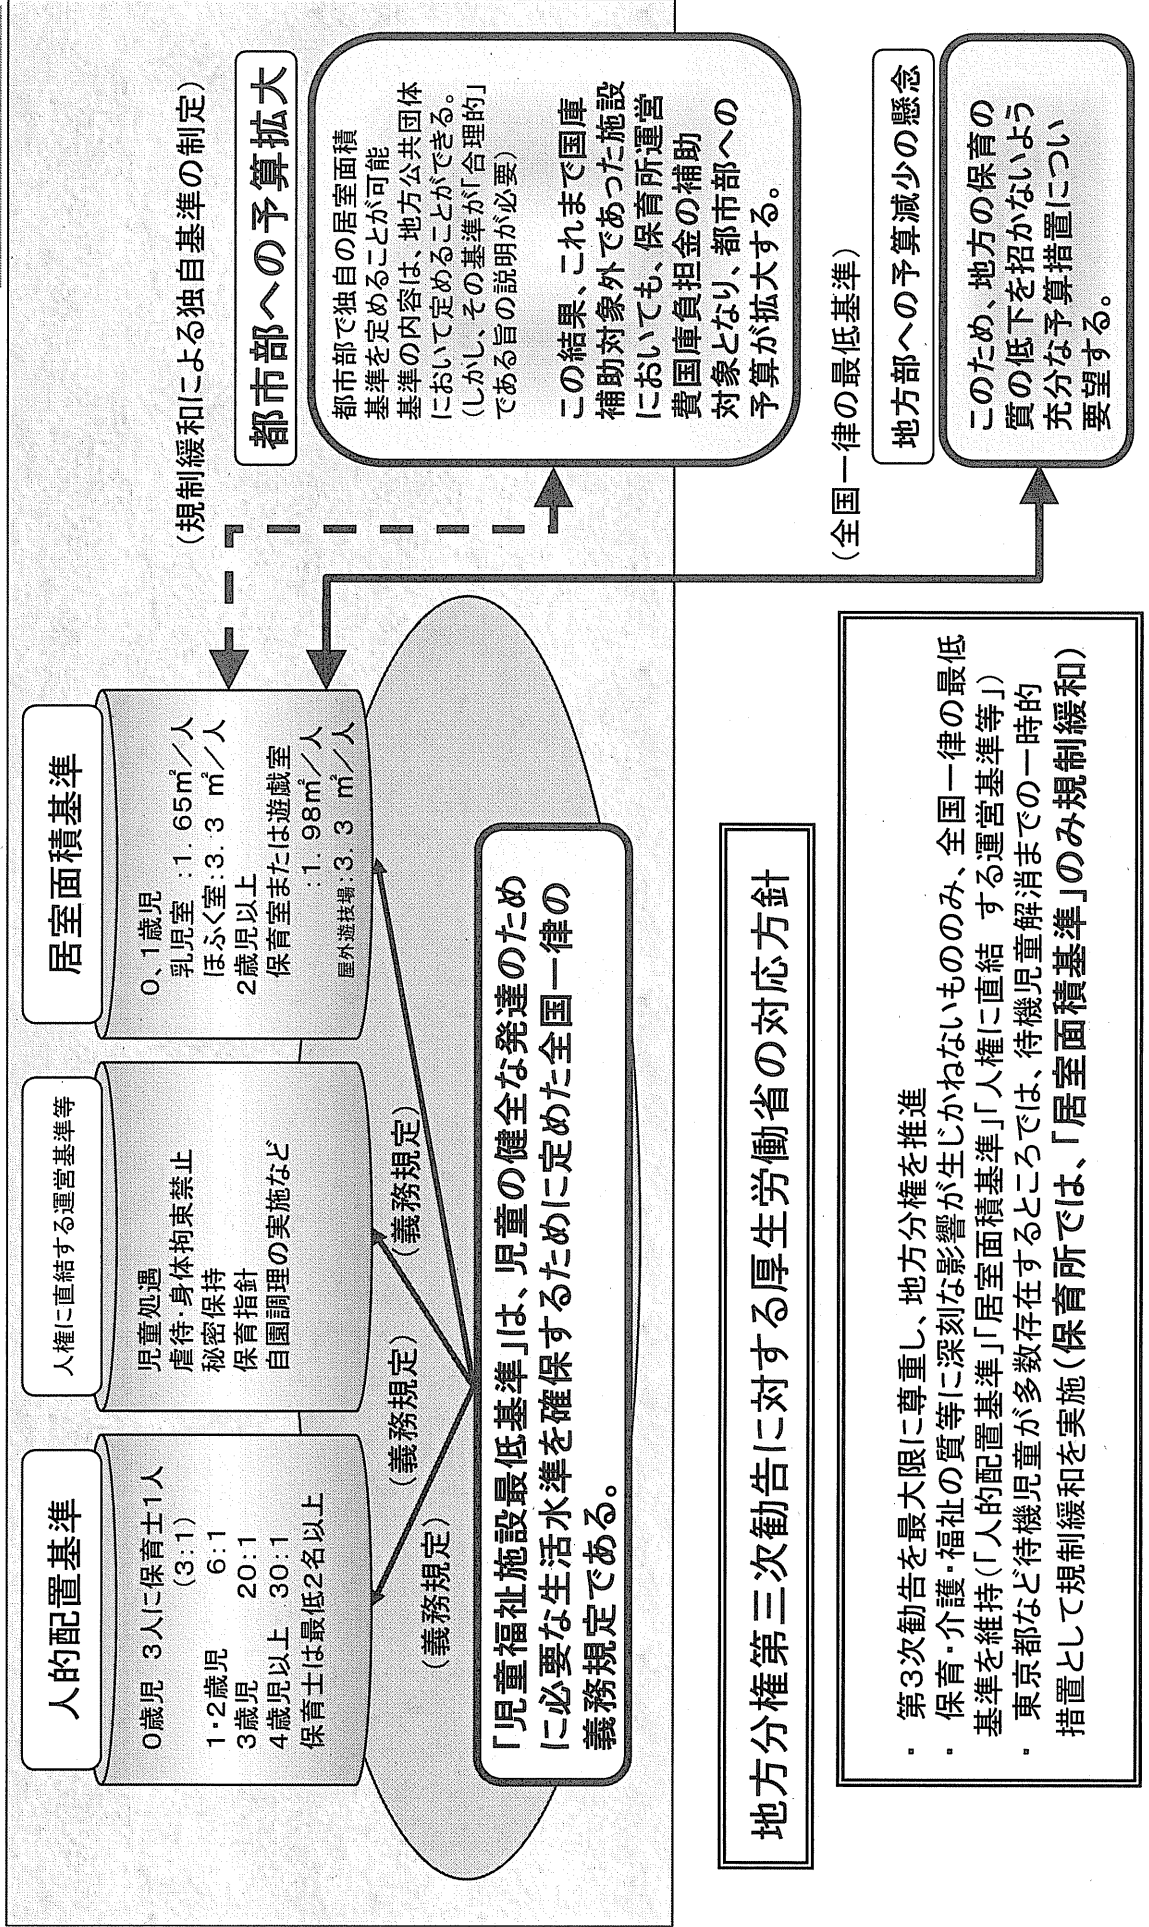 人的配置基準
0歳児 3人に保育士1人
(3:1)
1・2歳児 6:1
3歳児 20:1
4歳児以上 30:1
保育士は最低2名以上
人権に直結する運営基準等
児童処遇
虐待・身体拘束禁止
秘密保持
保育指針
自園調理の実施など
居室面積基準
0、1歳児
乳児室 :1.65㎡/人
ほふく室:3.3 ㎡/人
2歳児以上
保育室または遊戯室
:1.98㎡/人
屋外遊技場:3.3 ㎡/人
(規制緩和による独自基準の制定)
都市部への予算拡大
都市部で独自の居室面積
基準を定めることが可能
基準の内容は、地方公共団体
において定めることができる。
(しかし、その基準が「合理的」
である旨の説明が必要)
この結果、これまで国庫
補助対象外であった施設
においても、保育所運営
費国庫負担金の補助
対象となり、都市部への
予算が拡大する。
(義務規定)
(義務規定)
(義務規定)
「児童福祉施設最低基準」は、児童の健全な発達のため
に必要な生活水準を確保するために定めた全国一律の
義務規定である。
(全国一律の最低基準)
地方部への予算減少の懸念
このため、地方の保育の
質の低下を招かないよう
充分な予算措置につい
要望する。
地方分権第三次勧告に対する厚生労働省の対応方針
・ 第3次勧告を最大限に尊重し、地方分権を推進
・ 保育・介護・福祉の質等に深刻な影響が生じかねないもののみ、全国一律の最低
基準を維持(「人的配置基準」「居室面積基準」「人権に直結 する運営基準等」)
・ 東京都など待機児童が多数存在するところでは、待機児童解消までの一時的
措置として規制緩和を実施(保育所では、「居室面積基準」のみ規制緩和)